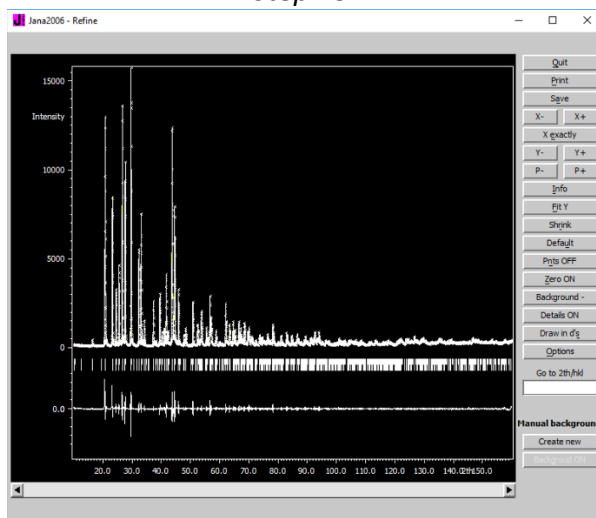 Jana2006 - Refine
Quit
Print
Save
X- X+
X exactly
Y- Y+
P- P+
Info
Fit Y
Shrink
Default
Pnts OFF
Zero ON
Background -
Details ON
Draw in d's
Options
Go to 2th/hkl
Manual backgroun
Create new
Background ON
15000
Intensity
10000
5000
0
0.0
20.0 30.0 40.0 50.0 60.0 70.0 80.0 90.0 100.0 110.0 120.0 130.0 140.0 2th 150.0